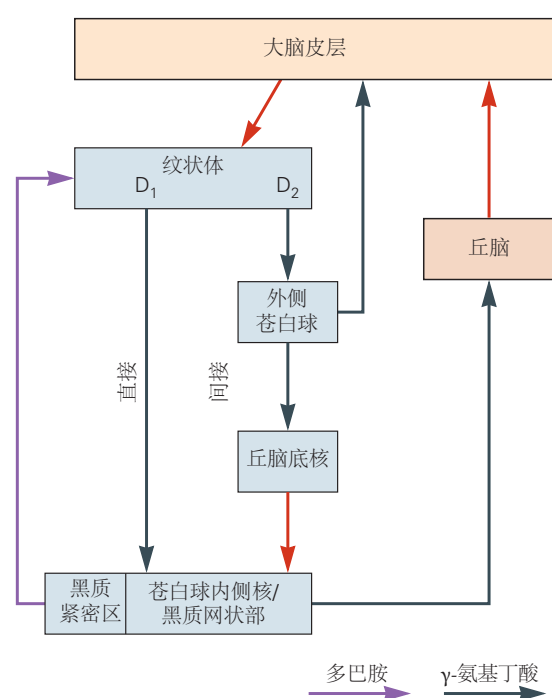 大脑皮层
纹状体
D1
D2
丘脑
外侧
苍白球
直接
间接
丘脑底核
黑质
紧密区
苍白球内侧核/
黑质网状部
多巴胺
γ-氨基丁酸